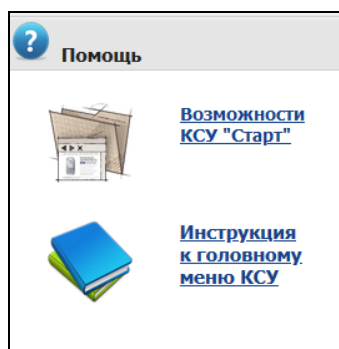 ?
Помощь
Возможности
КСУ "Старт"
Инструкция
к головному
меню КСУ